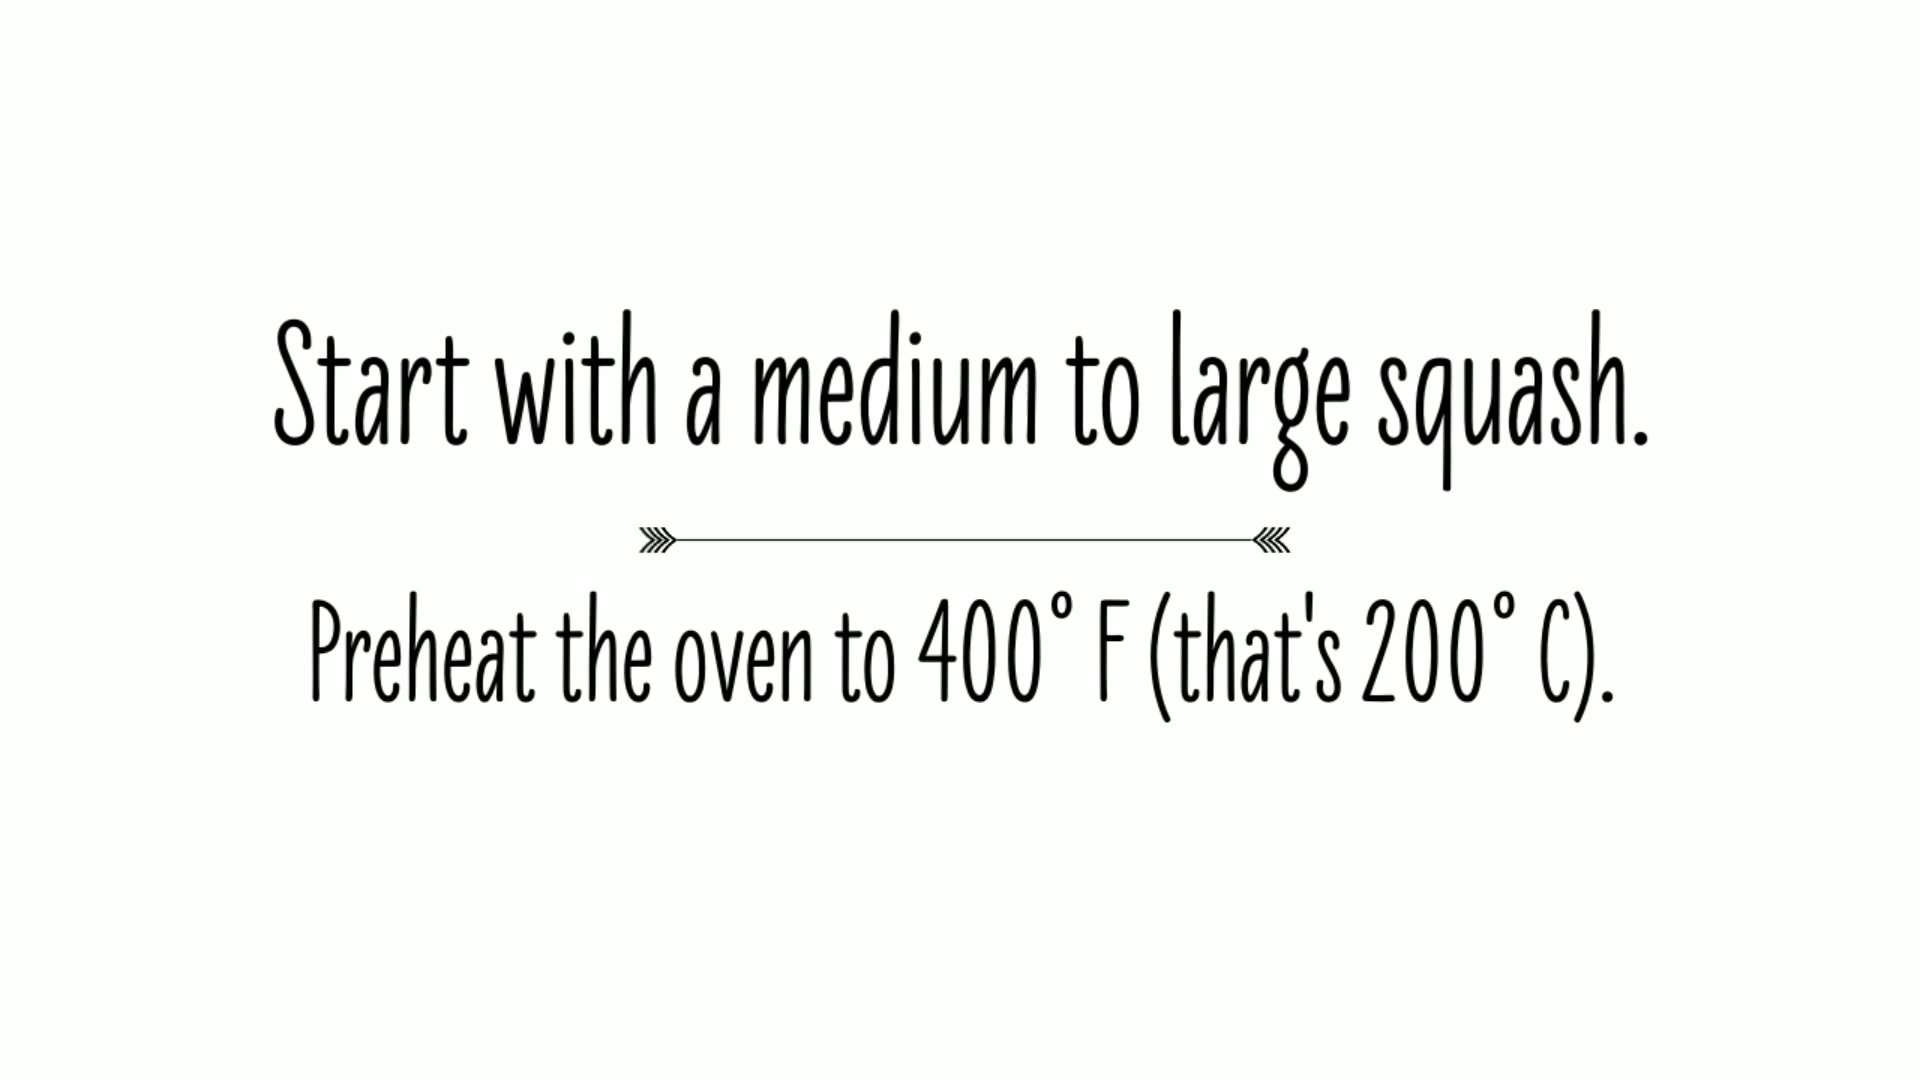 Start with a medium to large squash.
Preheat the oven to 400° F (that's 200° C).